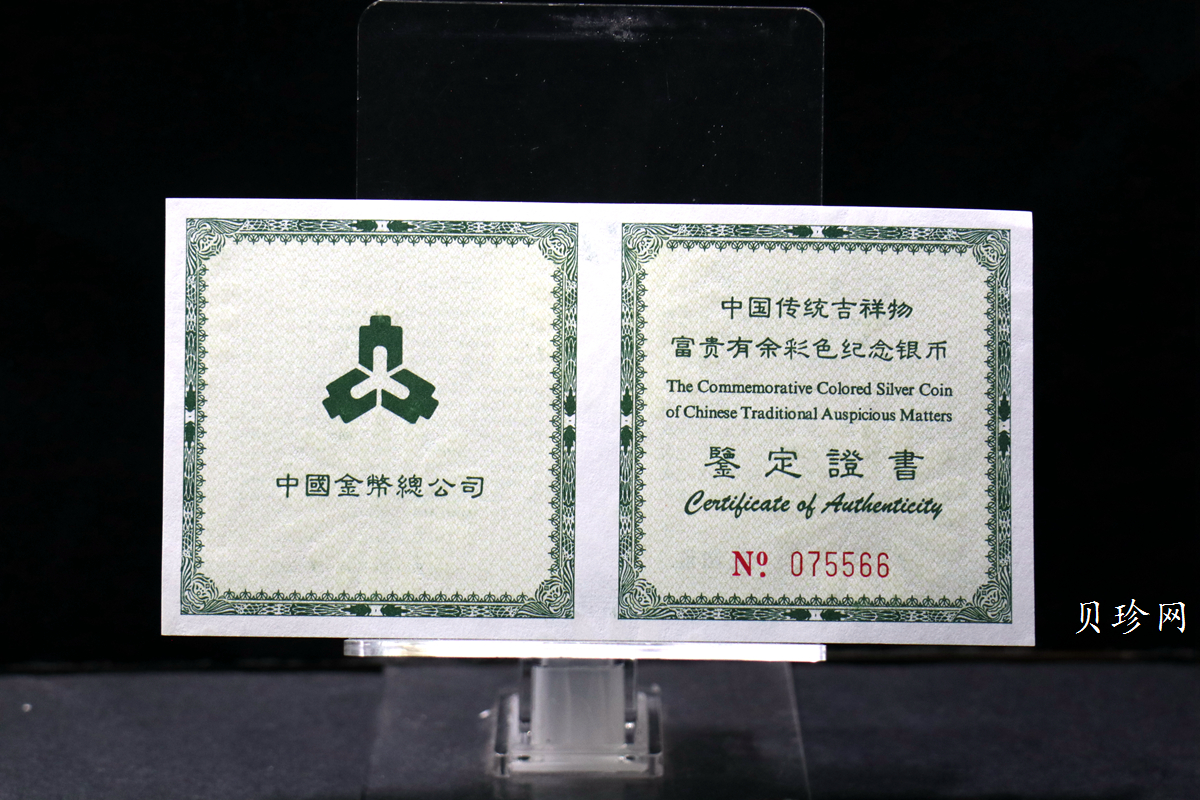 中國金幣總公司
中国传统吉祥物
富贵有余彩色纪念银币
The Commemorative Colored Silver Coin
of Chinese Traditional Auspicious Matters
鑒定證書
Certificate of Authenticity
Nº 075566
贝珍网